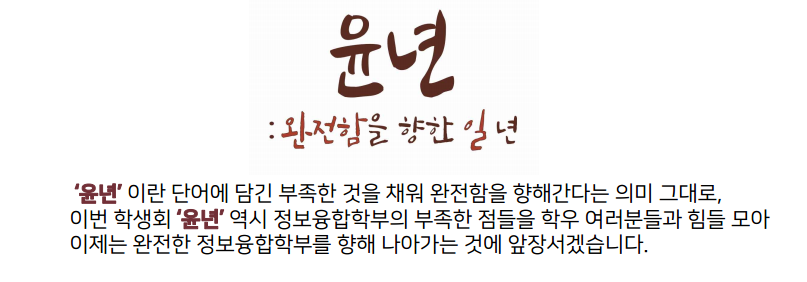 윤년
: 완전함을 향한 일 년
‘윤년’ 이란 단어에 담긴 부족한 것을 채워 완전함을 향해간다는 의미 그대로,
이번 학생회 ‘윤년’ 역시 정보융합학부의 부족한 점들을 학우 여러분들과 힘들 모아
이제는 완전한 정보융합학부를 향해 나아가는 것에 앞장서겠습니다.